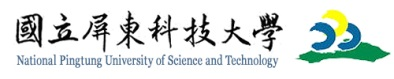 國立屏東科技大學
National Pingtung University of Science and Technology